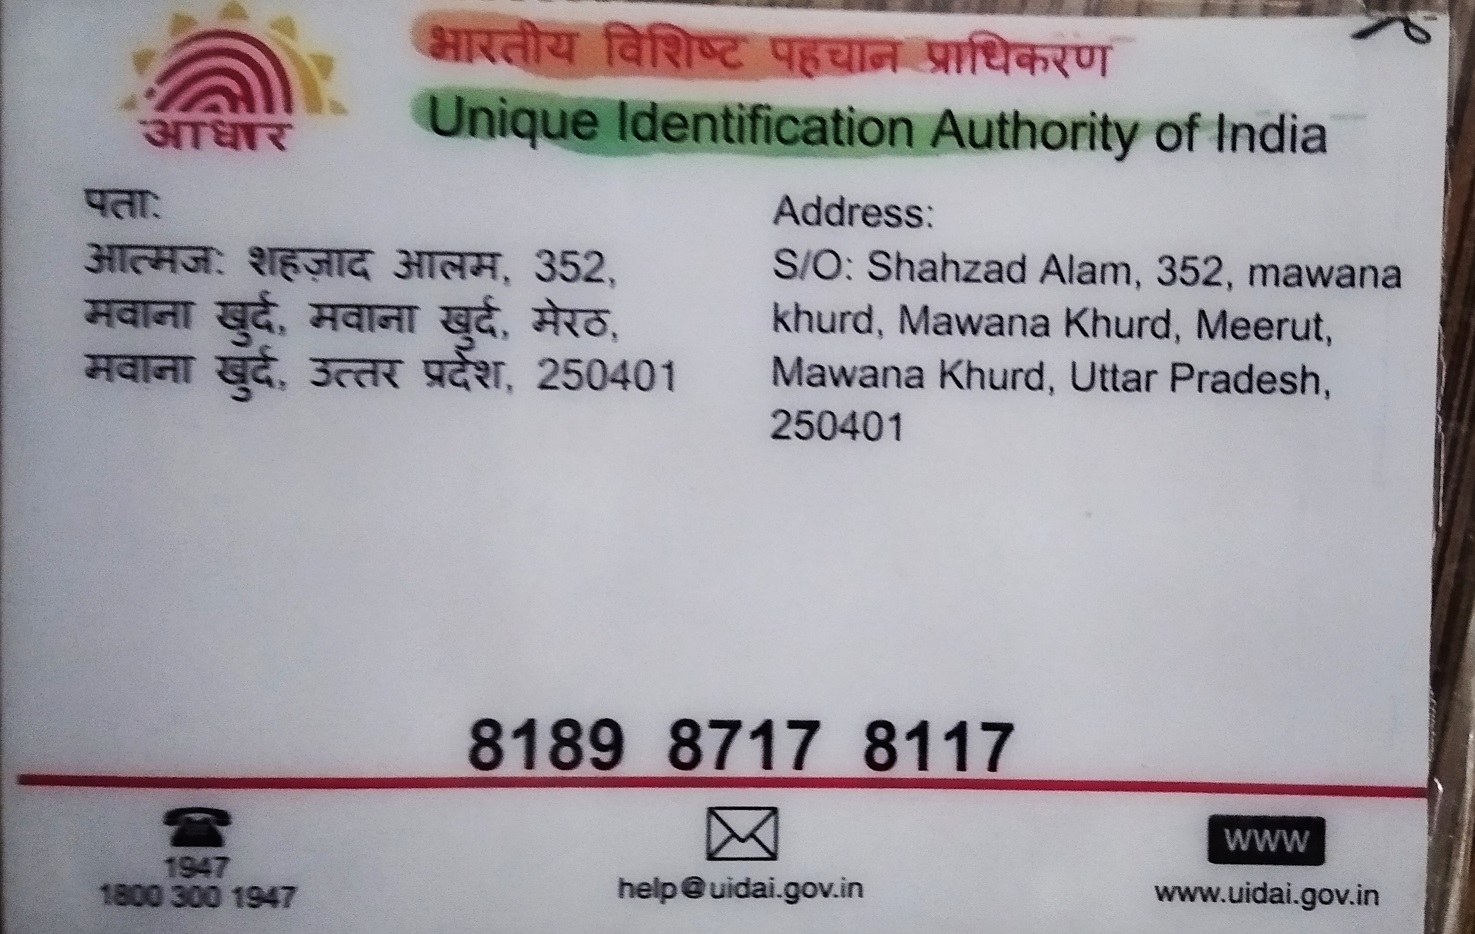 आधार
भारतीय विशिष्ट पहचान प्राधिकरण
Unique Identification Authority of India
पता:
आत्मज: शहज़ाद आलम, 352,
मवाना खुर्द, मवाना खुर्द, मेरठ,
मवाना खुर्द, उत्तर प्रदेश, 250401
Address:
S/O: Shahzad Alam, 352, mawana
khurd, Mawana Khurd, Meerut,
Mawana Khurd, Uttar Pradesh,
250401
8189 8717 8117
1947
1800 300 1947
help@uidai.gov.in
WWW
www.uidai.gov.in